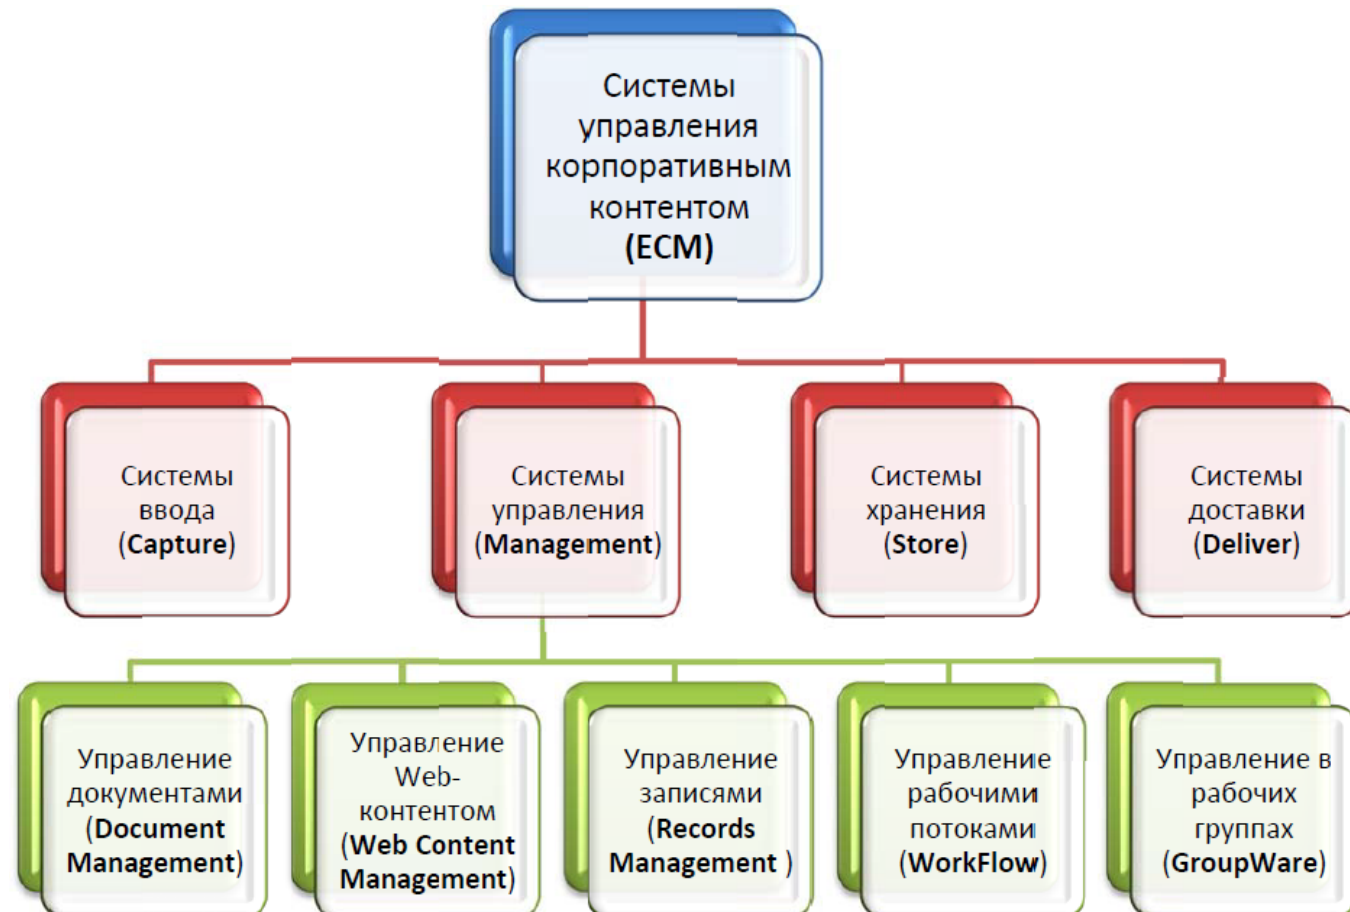 Системы
управления
корпоративным
контентом
(ECM)
Системы
ввода
(Capture)
Системы
управления
(Management)
Системы
хранения
(Store)
Системы
доставки
(Deliver)
Управление
документами
(Document
Management)
Управление
Web-
контентом
(Web Content
Management)
Управление
записями
(Records
Management )
Управление
рабочими
потоками
(WorkFlow)
Управление в
рабочих
группах
(GroupWare)